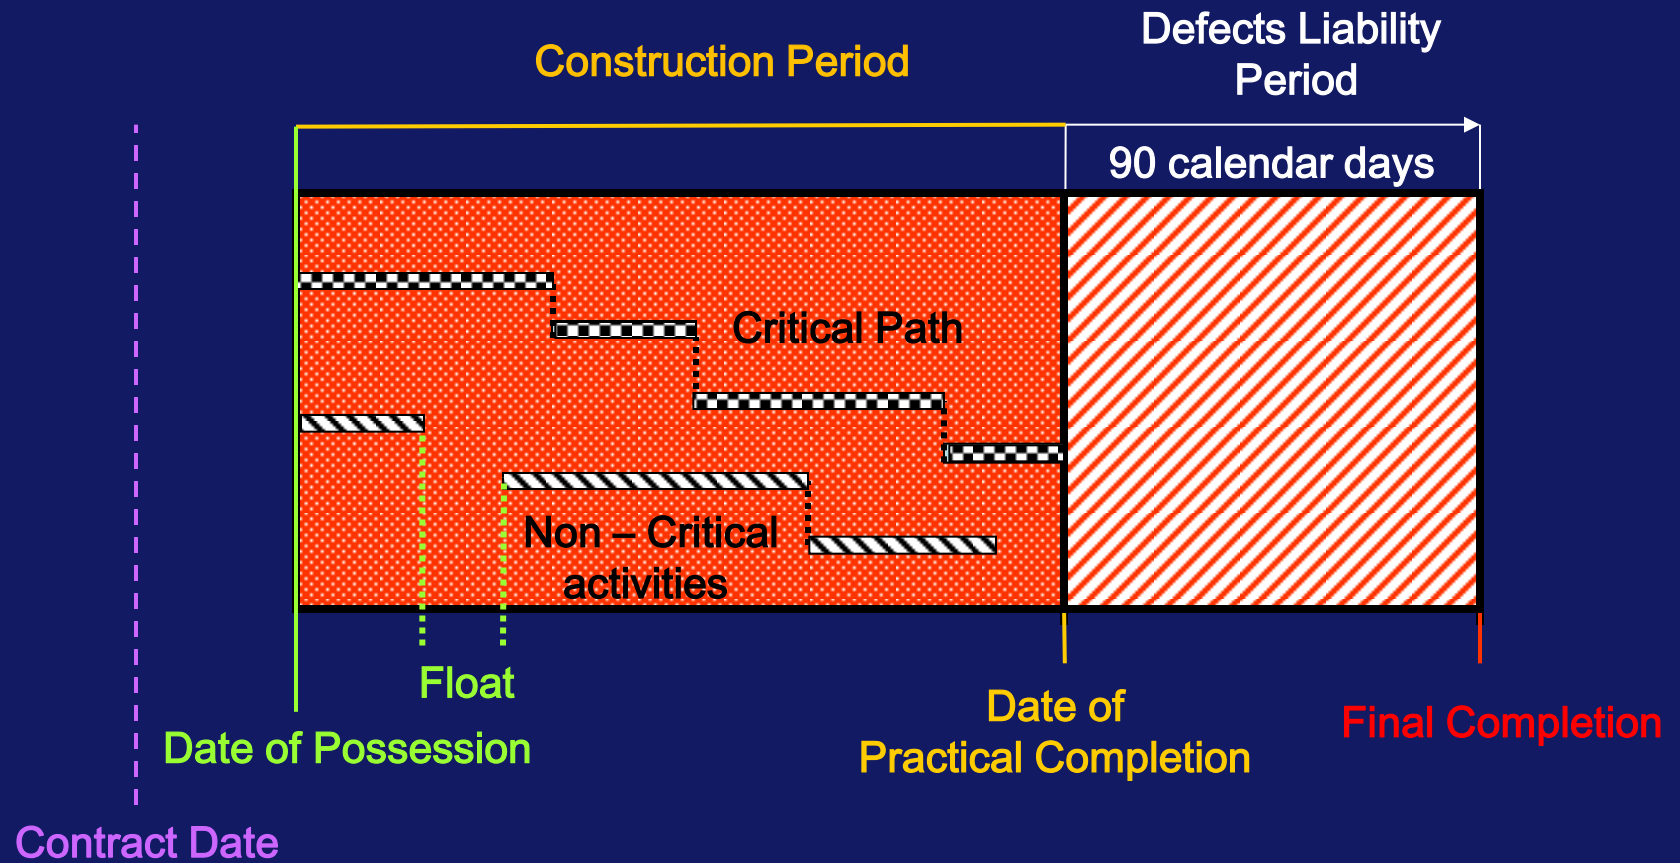 Construction Period
Defects Liability
Period
90 calendar days
Critical Path
Non – Critical
activities
Float
Date of Possession
Date of
Practical Completion
Final Completion
Contract Date